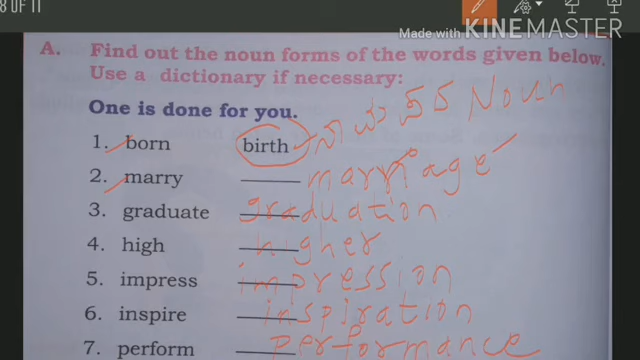 8 OF 11
Made with KINEMASTER
A. Find out the noun forms of the words given below.
Use a dictionary if necessary:
One is done for you.
ನಾಮಪದ Noun
1. born birth
2. marry marriage
3. graduate graduation
4. high higher
5. impress impression
6. inspire inspiration
7. perform performance